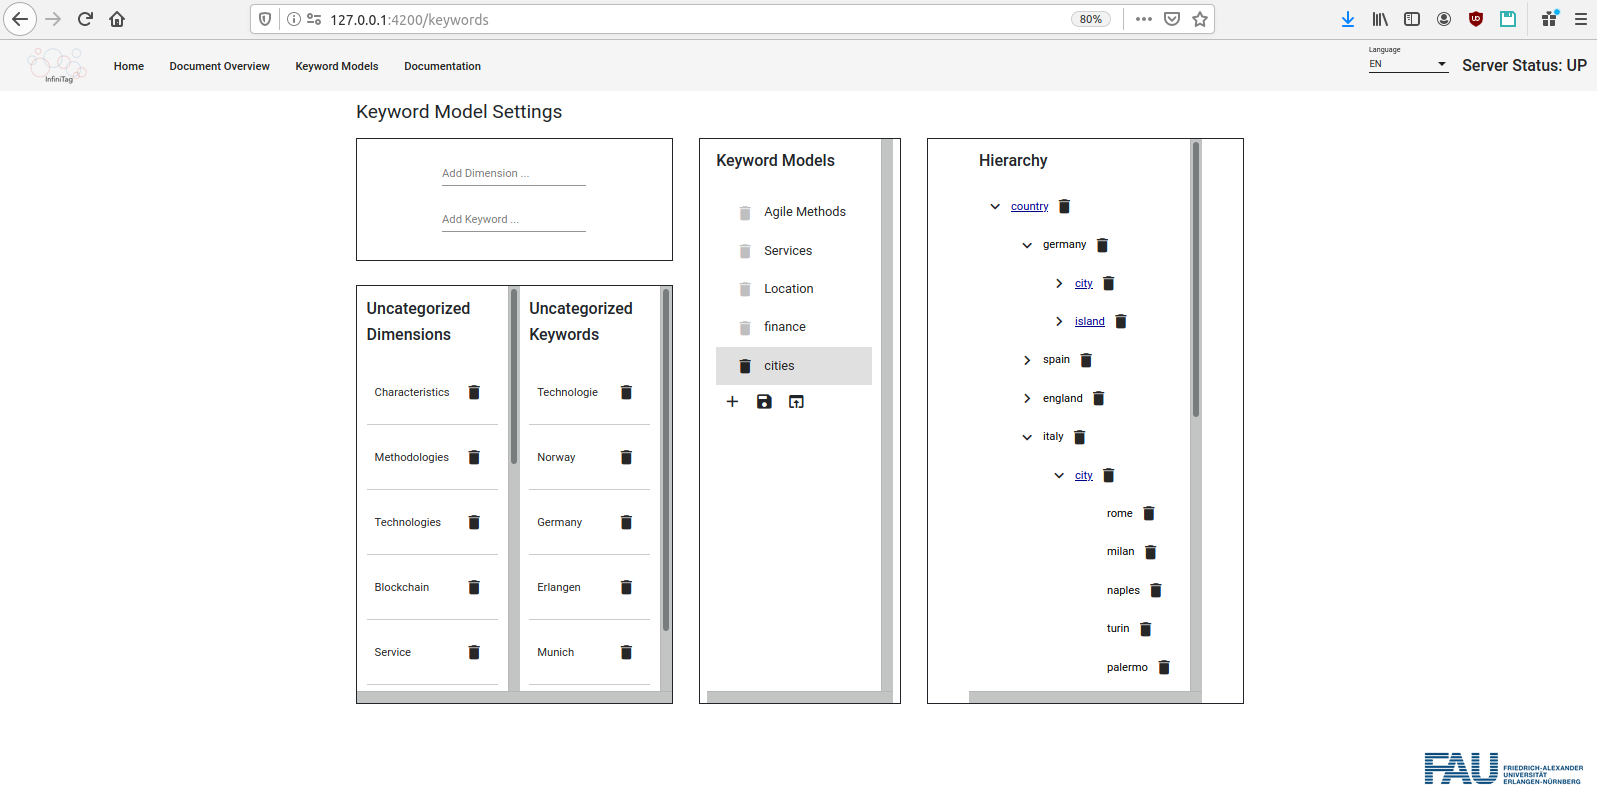 127.0.0.1:4200/keywords
80%
InfiniTag
Home
Document Overview
Keyword Models
Documentation
Language
EN
Server Status: UP
Keyword Model Settings
Add Dimension ...
Add Keyword ...
Uncategorized
Dimensions
Characteristics
Methodologies
Technologies
Blockchain
Service
Uncategorized
Keywords
Technologie
Norway
Germany
Erlangen
Munich
Keyword Models
Agile Methods
Services
Location
finance
cities
Hierarchy
country
germany
city
island
spain
england
italy
city
rome
milan
naples
turin
palermo
FAU
FRIEDRICH-ALEXANDER
UNIVERSITÄT
ERLANGEN-NÜRNBERG